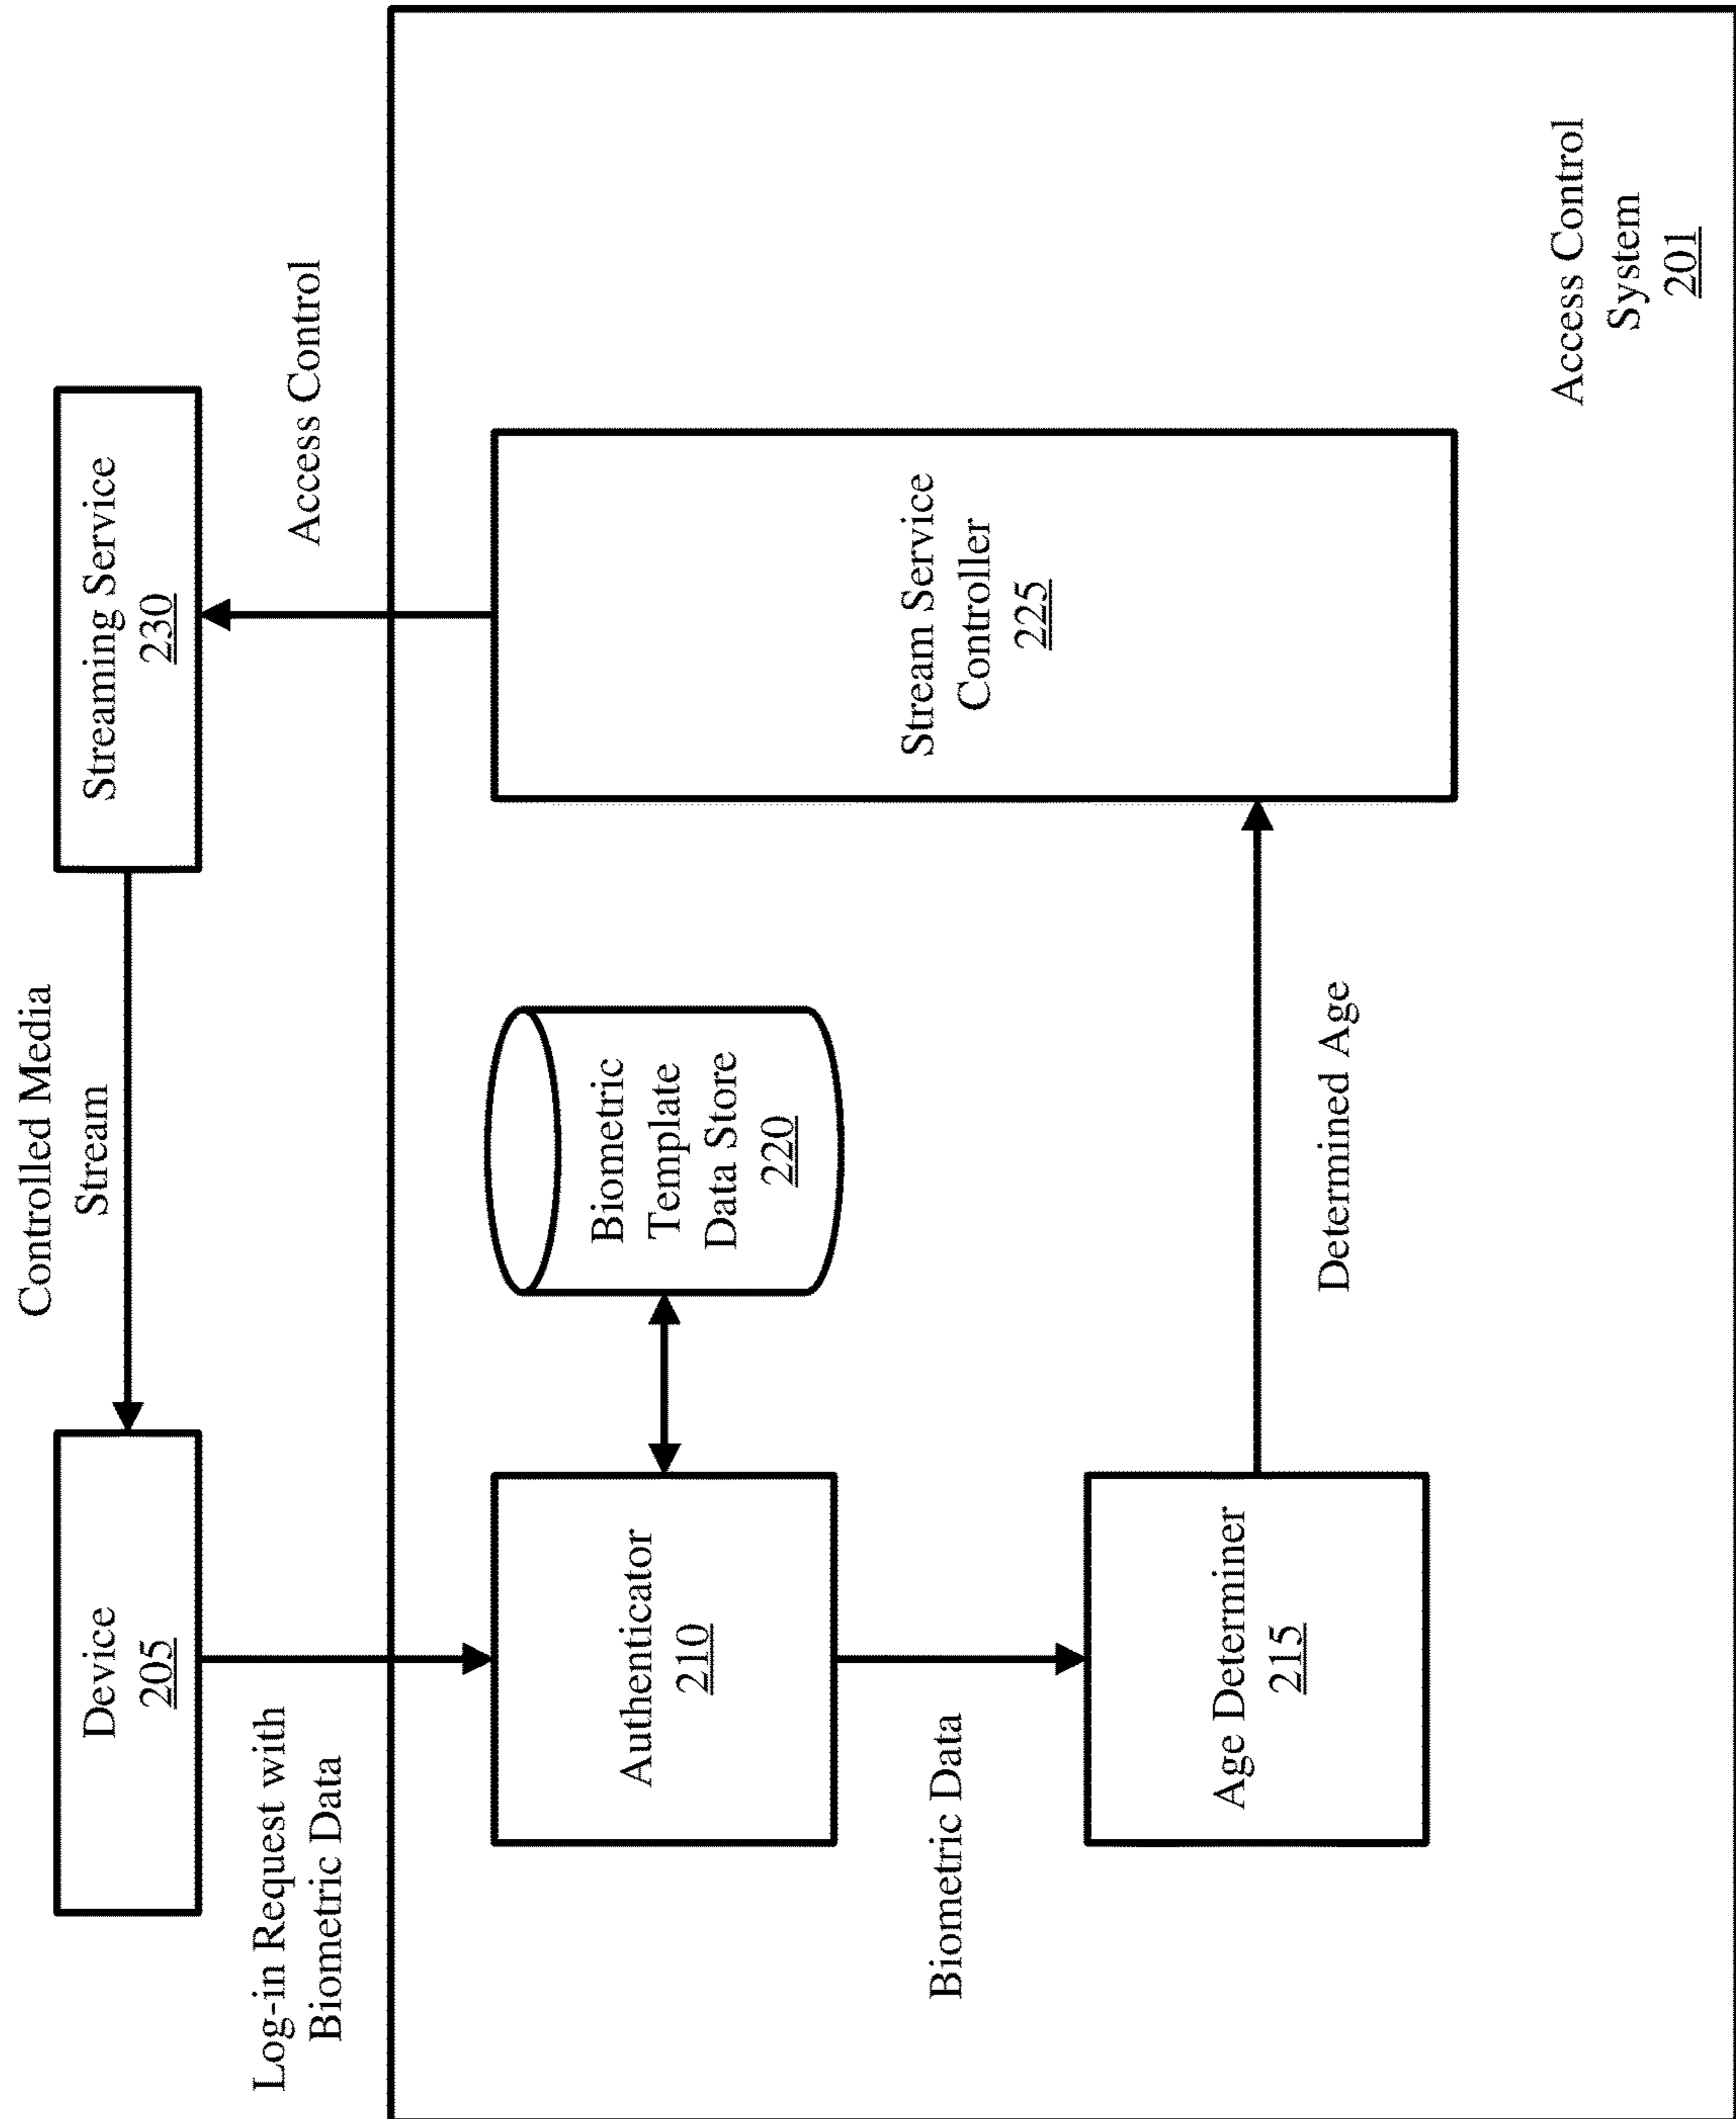 Controlled Media
Stream
Device
205
Streaming Service
230
Log-in Request with
Biometric Data
Access Control
Authenticator
210
Biometric
Template
Data Store
220
Stream Service
Controller
225
Biometric Data
Age Determiner
215
Determined Age
Access Control
System
201